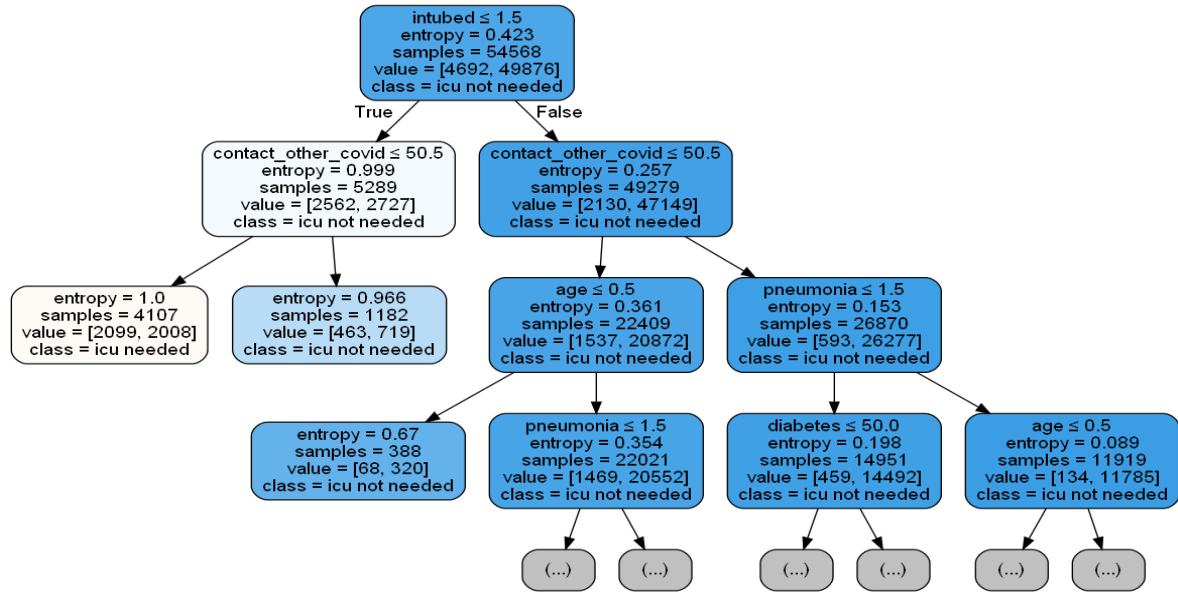 intubed ≤ 1.5
entropy = 0.423
samples = 54568
value = [4692, 49876]
class = icu not needed
True
False
contact_other_covid ≤ 50.5
entropy = 0.999
samples = 5289
value = [2562, 2727]
class = icu not needed
contact_other_covid ≤ 50.5
entropy = 0.257
samples = 49279
value = [2130, 47149]
class = icu not needed
entropy = 1.0
samples = 4107
value = [2099, 2008]
class = icu needed
entropy = 0.966
samples = 1182
value = [463, 719]
class = icu not needed
age ≤ 0.5
entropy = 0.361
samples = 22409
value = [1537, 20872]
class = icu not needed
pneumonia ≤ 1.5
entropy = 0.153
samples = 26870
value = [593, 26277]
class = icu not needed
entropy = 0.67
samples = 388
value = [68, 320]
class = icu not needed
pneumonia ≤ 1.5
entropy = 0.354
samples = 22021
value = [1469, 20552]
class = icu not needed
diabetes ≤ 50.0
entropy = 0.198
samples = 14951
value = [459, 14492]
class = icu not needed
age ≤ 0.5
entropy = 0.089
samples = 11919
value = [134, 11785]
class = icu not needed
(...)
(...)
(...)
(...)
(...)
(...)